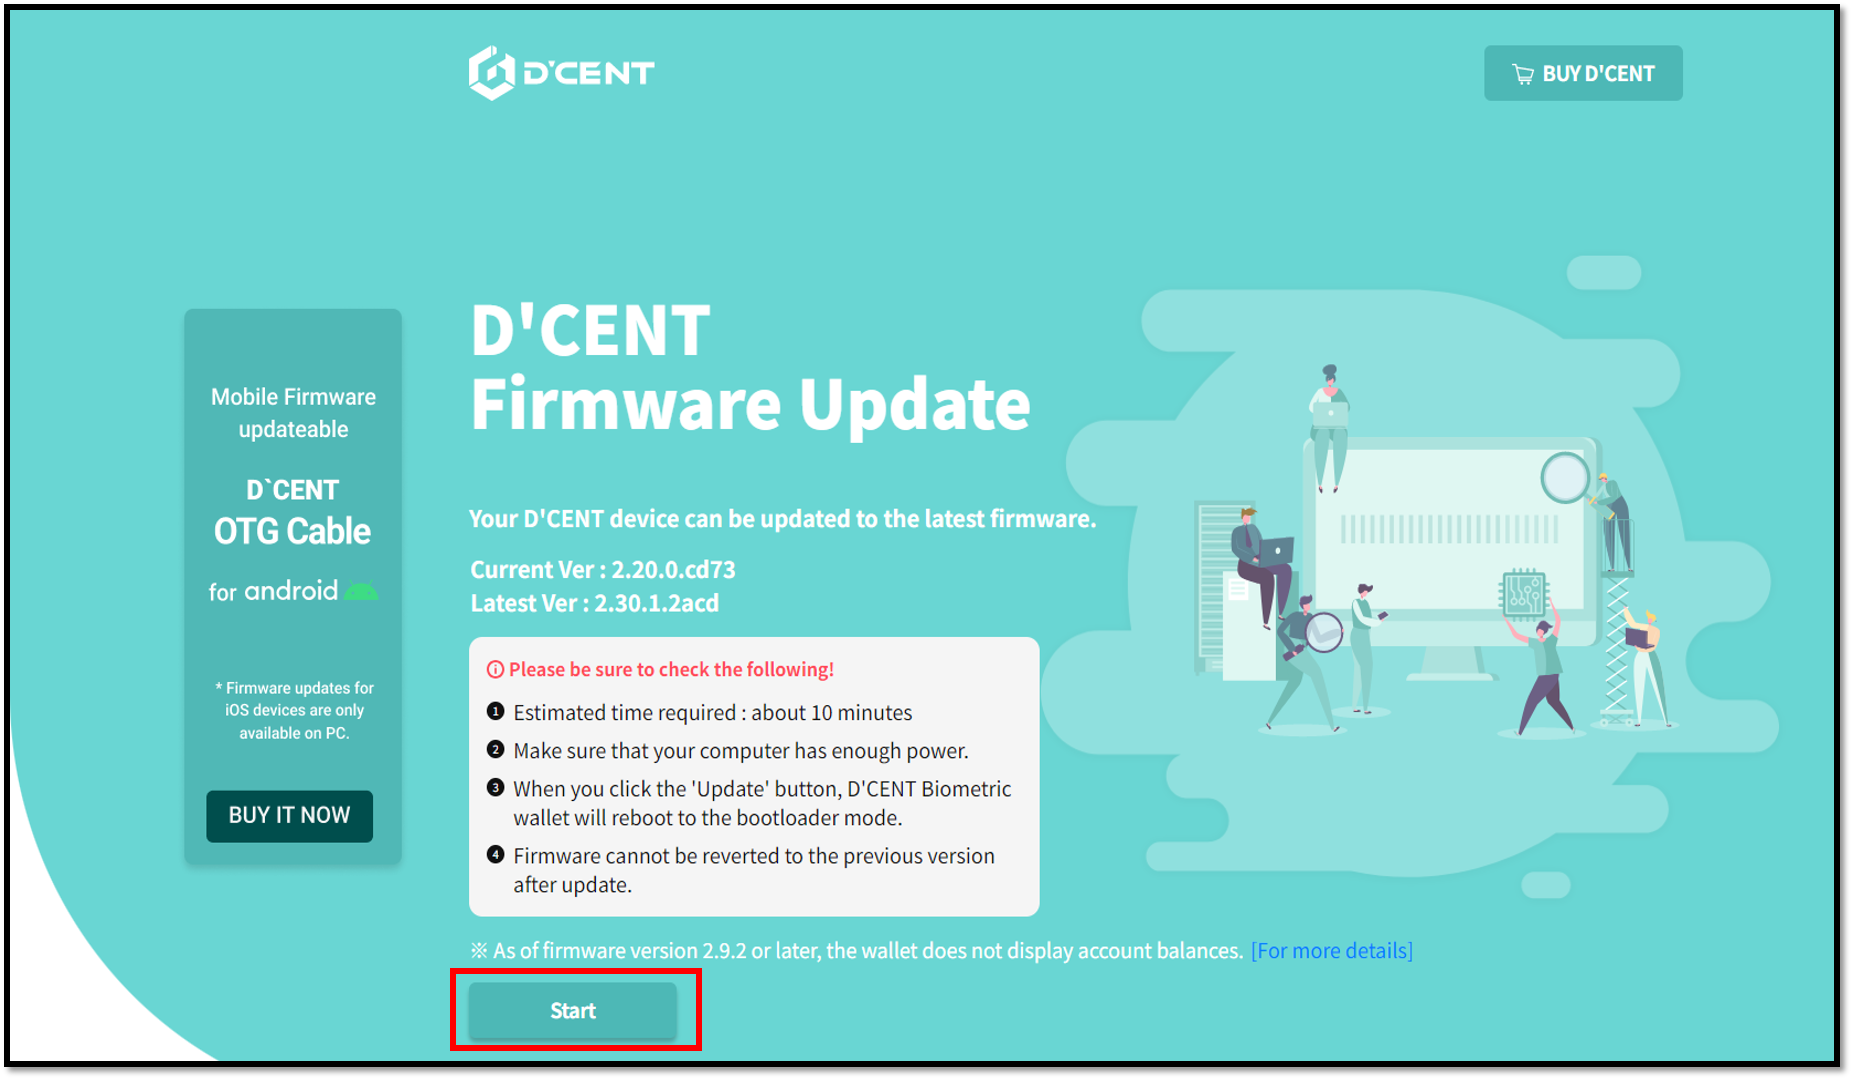 D'CENT
BUY D'CENT
Mobile Firmware
updateable
D`CENT
OTG Cable
for android
* Firmware updates for
iOS devices are only
available on PC.
BUY IT NOW
D'CENT
Firmware Update
Your D'CENT device can be updated to the latest firmware.
Current Ver : 2.20.0.cd73
Latest Ver : 2.30.1.2acd
Please be sure to check the following!
1 Estimated time required : about 10 minutes
2 Make sure that your computer has enough power.
3 When you click the 'Update' button, D'CENT Biometric
wallet will reboot to the bootloader mode.
4 Firmware cannot be reverted to the previous version
after update.
※ As of firmware version 2.9.2 or later, the wallet does not display account balances. [For more details]
Start